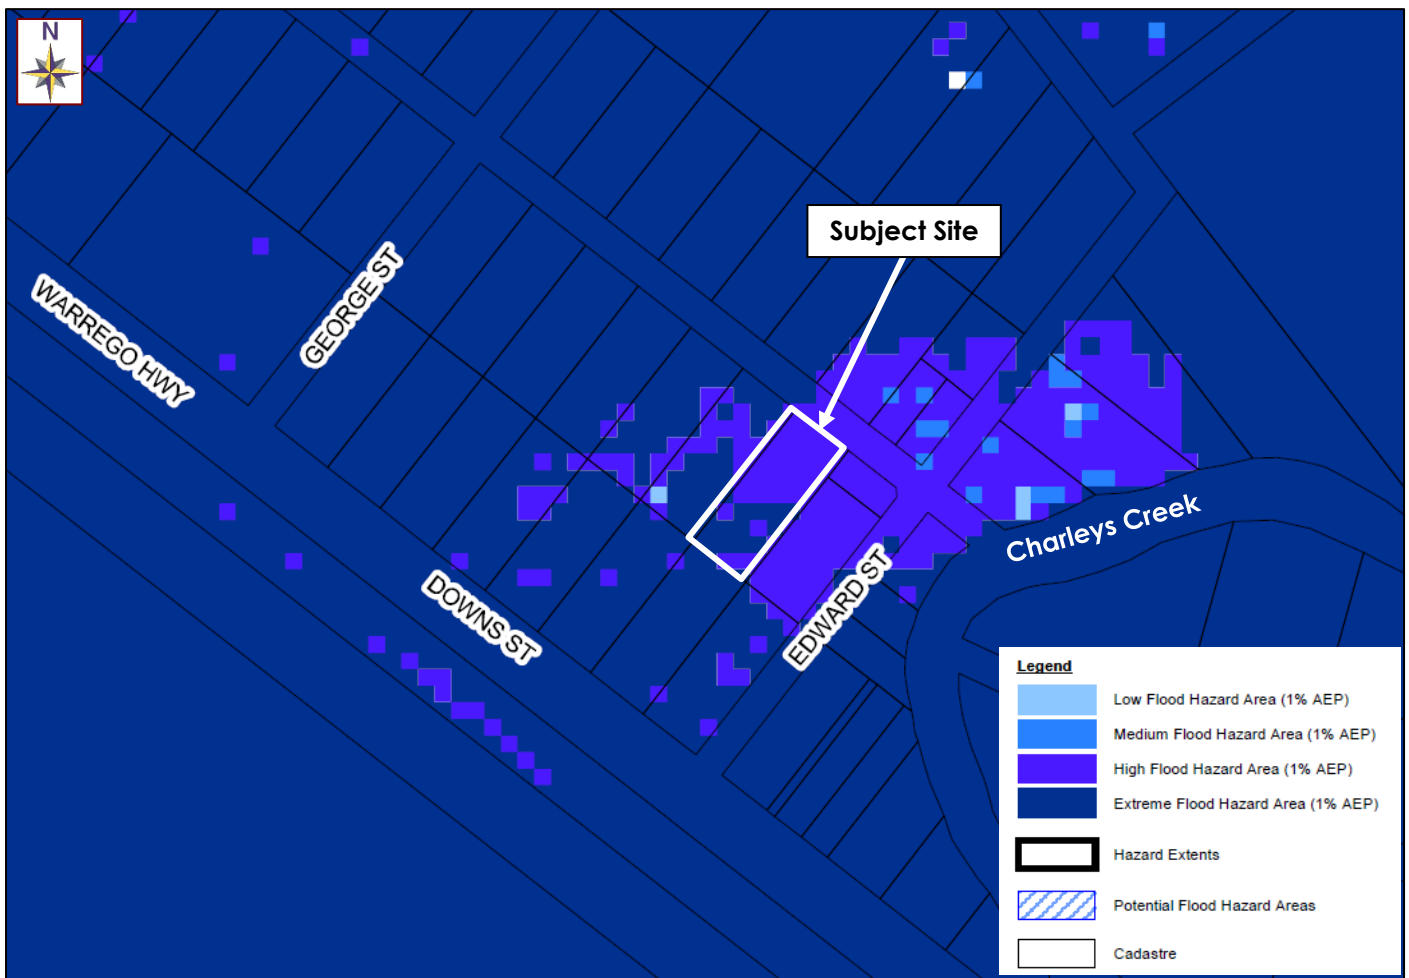 N
Subject Site
GEORGE ST
WARREGO HWY
Charleys Creek
DOWNS ST
EDWARD ST
Legend
Low Flood Hazard Area (1% AEP)
Medium Flood Hazard Area (1% AEP)
High Flood Hazard Area (1% AEP)
Extreme Flood Hazard Area (1% AEP)
Hazard Extents
Potential Flood Hazard Areas
Cadastre